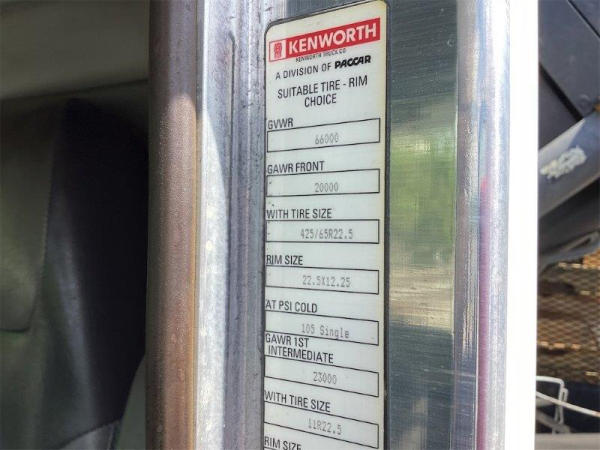 KENWORTH
KENWORTH TRUCK CO
A DIVISION OF PACCAR
SUITABLE TIRE - RIM
CHOICE
GVWR
66000
GAWR FRONT
20000
WITH TIRE SIZE
425/65R22.5
RIM SIZE
22.5X12.25
AT PSI COLD
105 Single
GAWR 1ST
INTERMEDIATE
23000
WITH TIRE SIZE
11R22.5
RIM SIZE